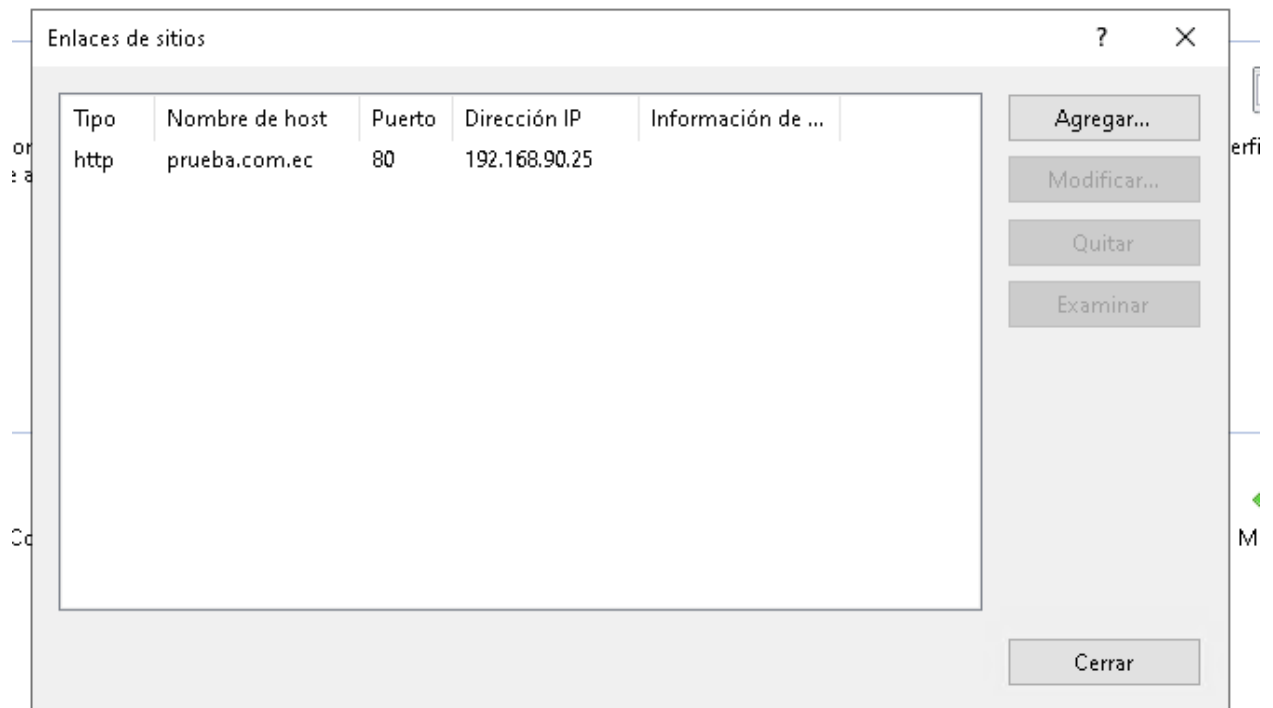 Enlaces de sitios ?
Tipo Nombre de host Puerto Dirección IP Información de ...
http prueba.com.ec 80 192.168.90.25
Agregar...
Modificar...
Quitar
Examinar
Cerrar